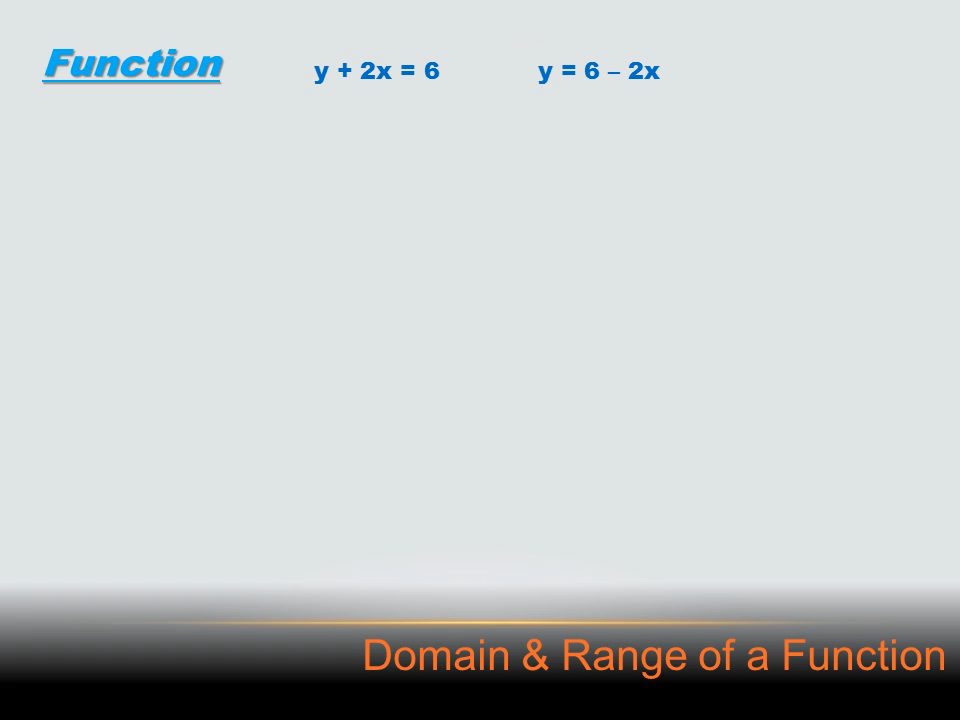 Function y + 2x = 6 y = 6 – 2x
Domain & Range of a Function